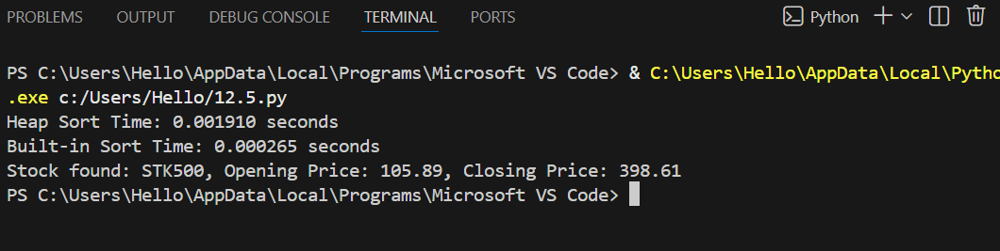 PROBLEMS OUTPUT DEBUG CONSOLE TERMINAL PORTS Python
PS C:\Users\Hello\AppData\Local\Programs\Microsoft VS Code> & C:\Users\Hello\AppData\Local\Pytho
.exe c:/Users/Hello/12.5.py
Heap Sort Time: 0.001910 seconds
Built-in Sort Time: 0.000265 seconds
Stock found: STK500, Opening Price: 105.89, Closing Price: 398.61
PS C:\Users\Hello\AppData\Local\Programs\Microsoft VS Code>